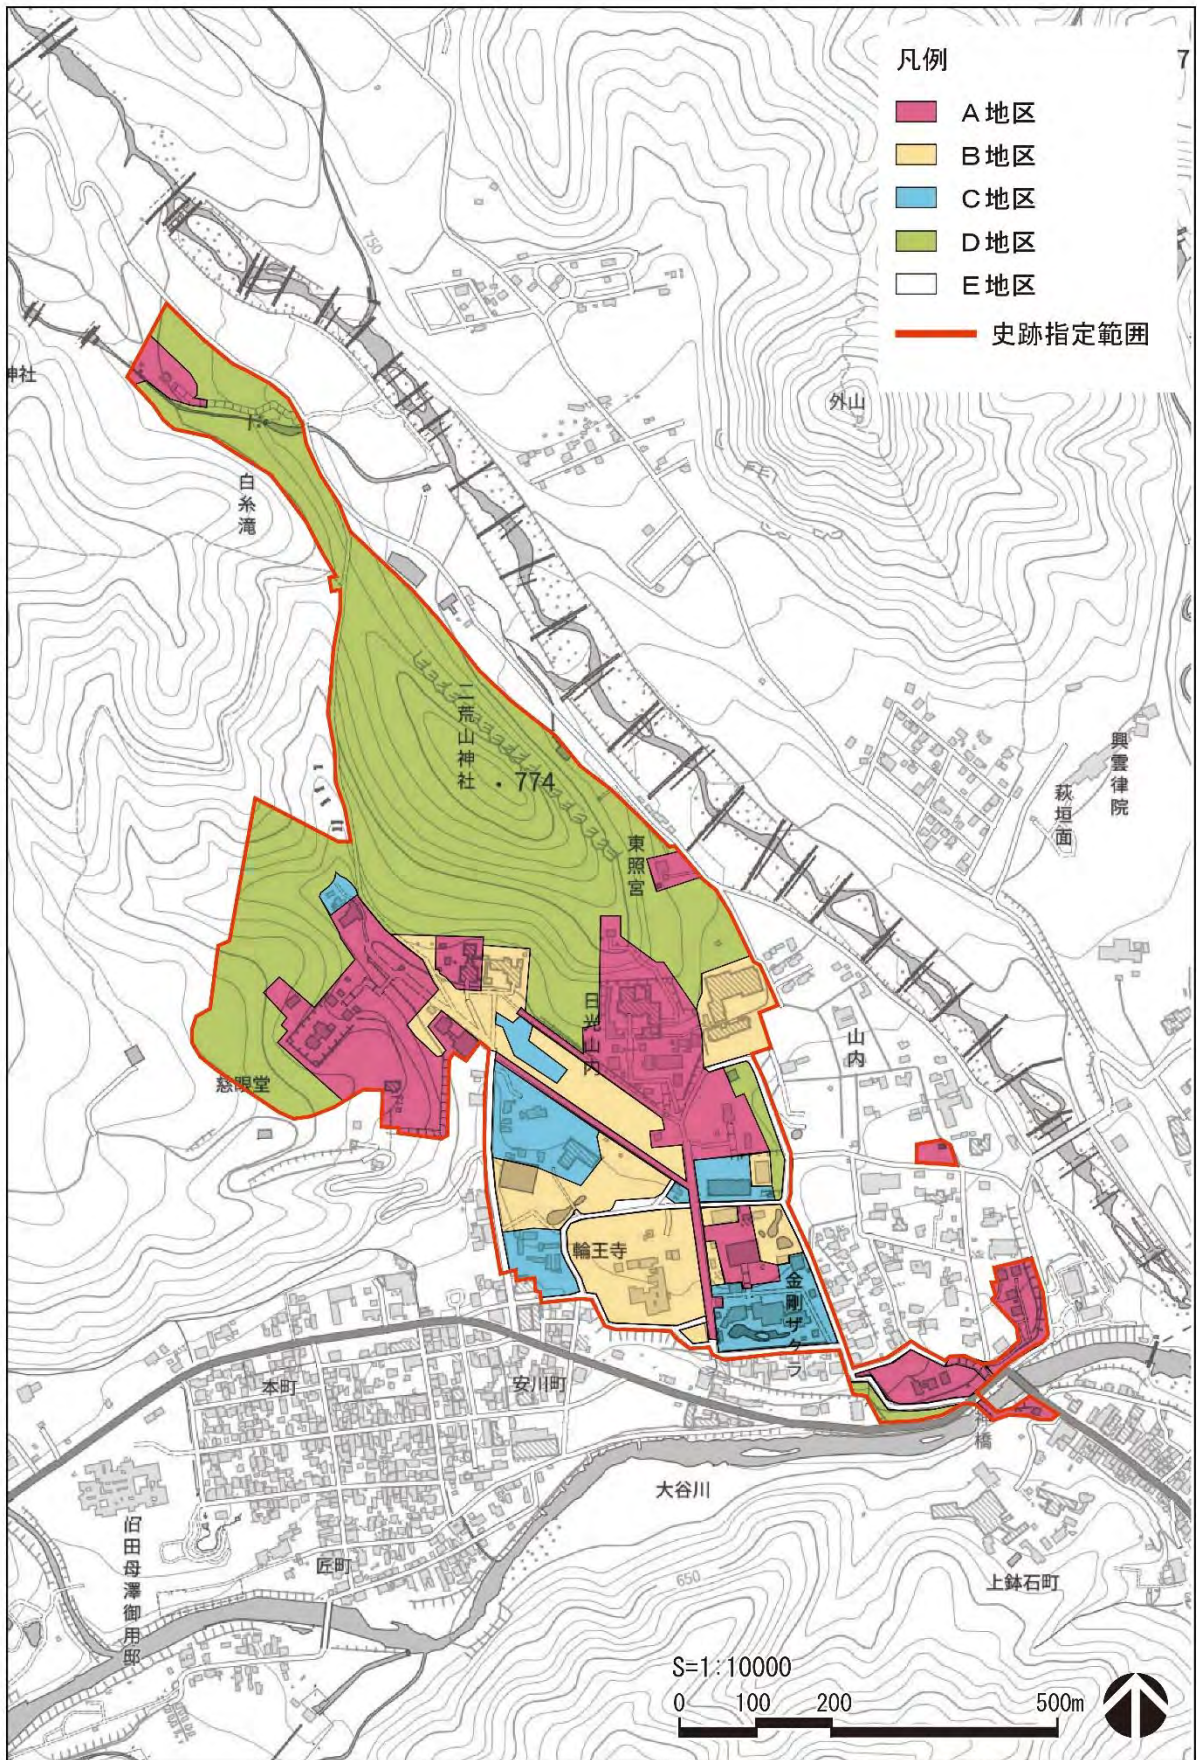 凡例
7
A地区
B地区
C地区
D地区
E地区
史跡指定範囲
750
神社
外山
白糸滝
二荒山神社
・774
興雲律院
萩垣面
東照宮
日光山内
山内
慈眼堂
輪王寺
金剛ザクラ
本町
安川町
神橋
大谷川
旧田母澤御用邸
匠町
650
上鉢石町
S=1:10000
0 100 200 500m